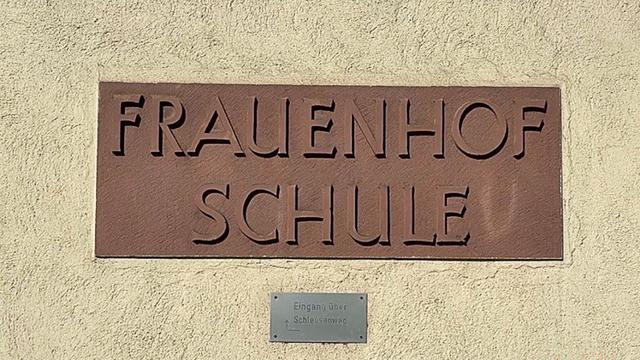 FRAUENHOF
SCHULE
Eingang über
Schleusenweg